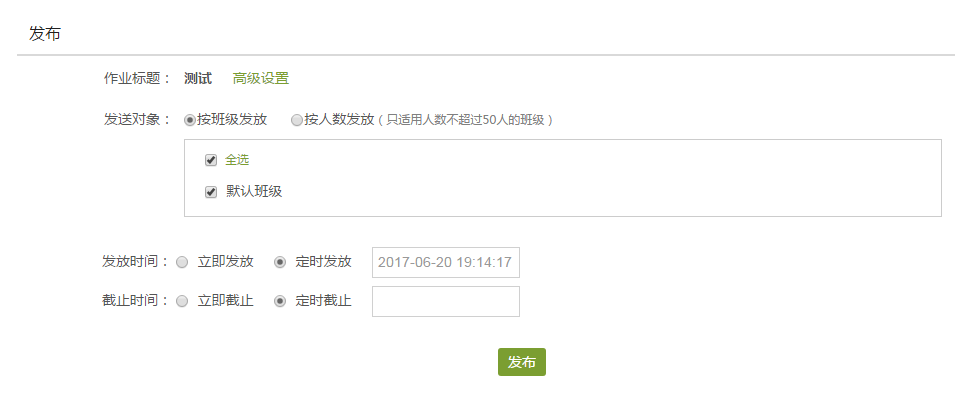 发布
作业标题： 测试 高级设置
发送对象： 按班级发放 按人数发放（只适用人数不超过50人的班级）
全选
默认班级
发放时间： 立即发放 定时发放 2017-06-20 19:14:17
截止时间： 立即截止 定时截止
发布